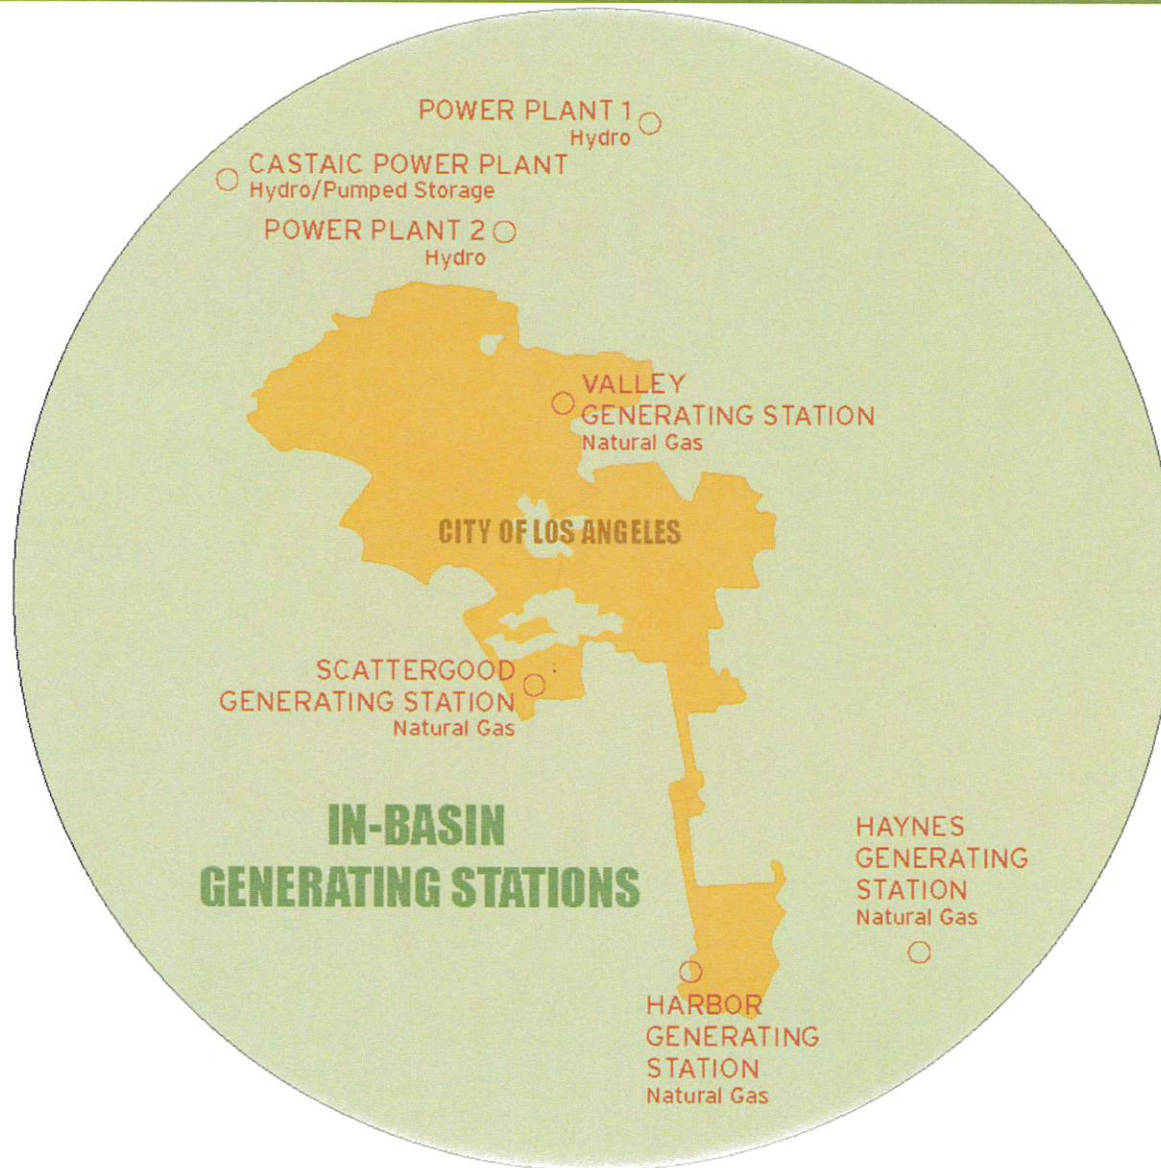 POWER PLANT 1
Hydro
CASTAIC POWER PLANT
Hydro/Pumped Storage
POWER PLANT 2
Hydro
VALLEY
GENERATING STATION
Natural Gas
CITY OF LOS ANGELES
SCATTERGOOD
GENERATING STATION
Natural Gas
IN-BASIN
GENERATING STATIONS
HAYNES
GENERATING
STATION
Natural Gas
HARBOR
GENERATING
STATION
Natural Gas